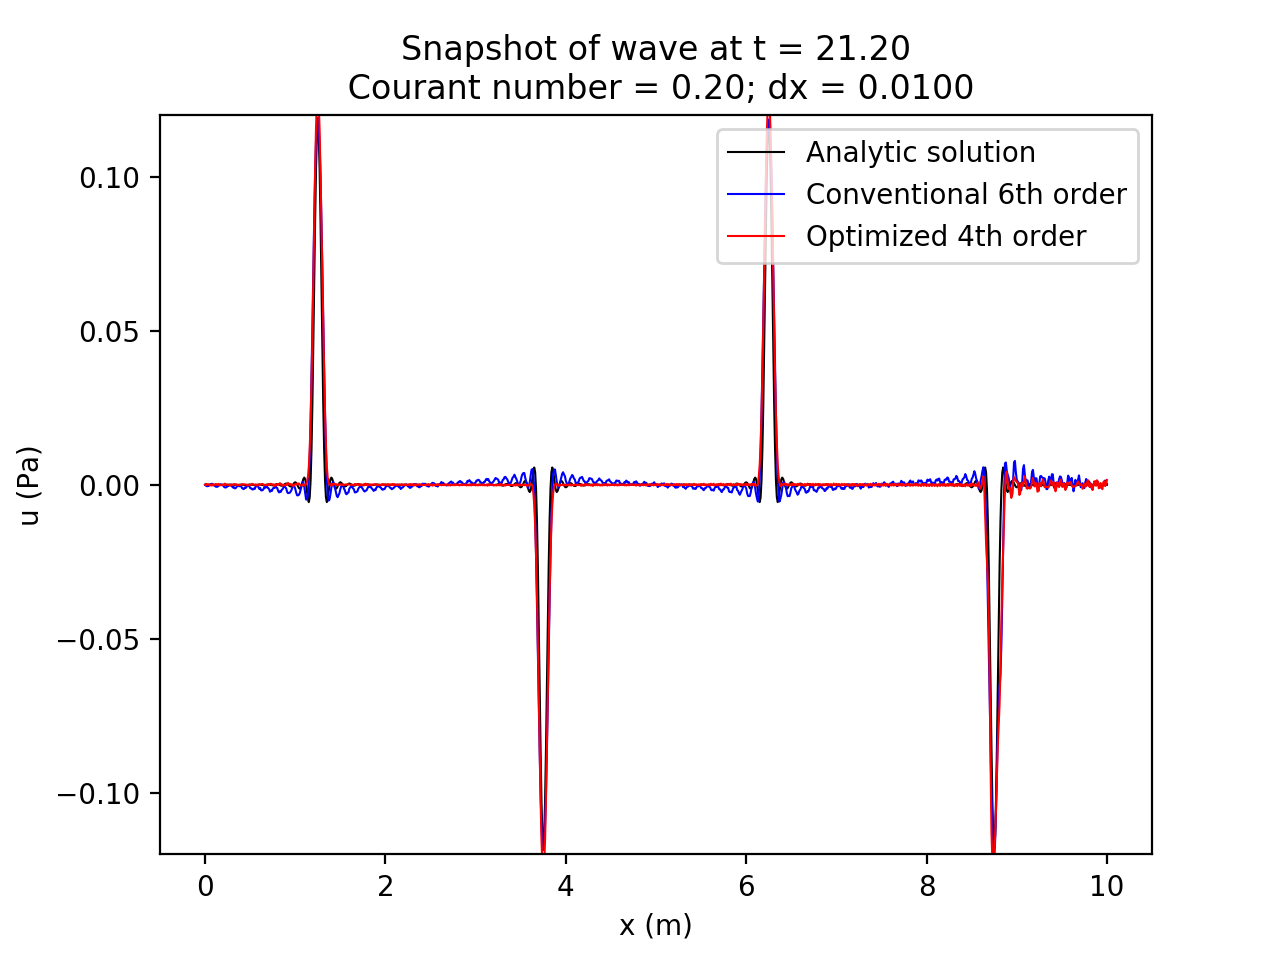 Snapshot of wave at t = 21.20
Courant number = 0.20; dx = 0.0100
Analytic solution
Conventional 6th order
Optimized 4th order
0.10
0.05
0.00
−0.05
−0.10
u (Pa)
0 2 4 6 8 10
x (m)